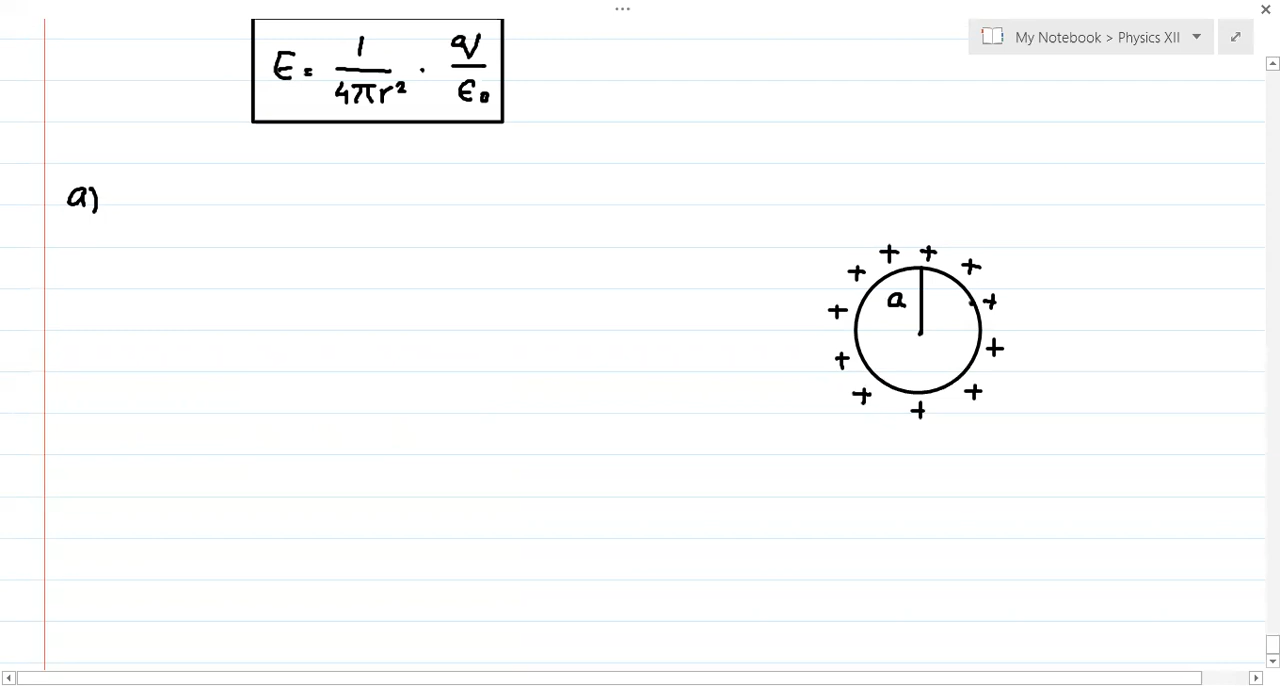 My Notebook > Physics XII
E = 1/4πr² · q/ε₀
a)
+ + + + + + + + + + + +
a